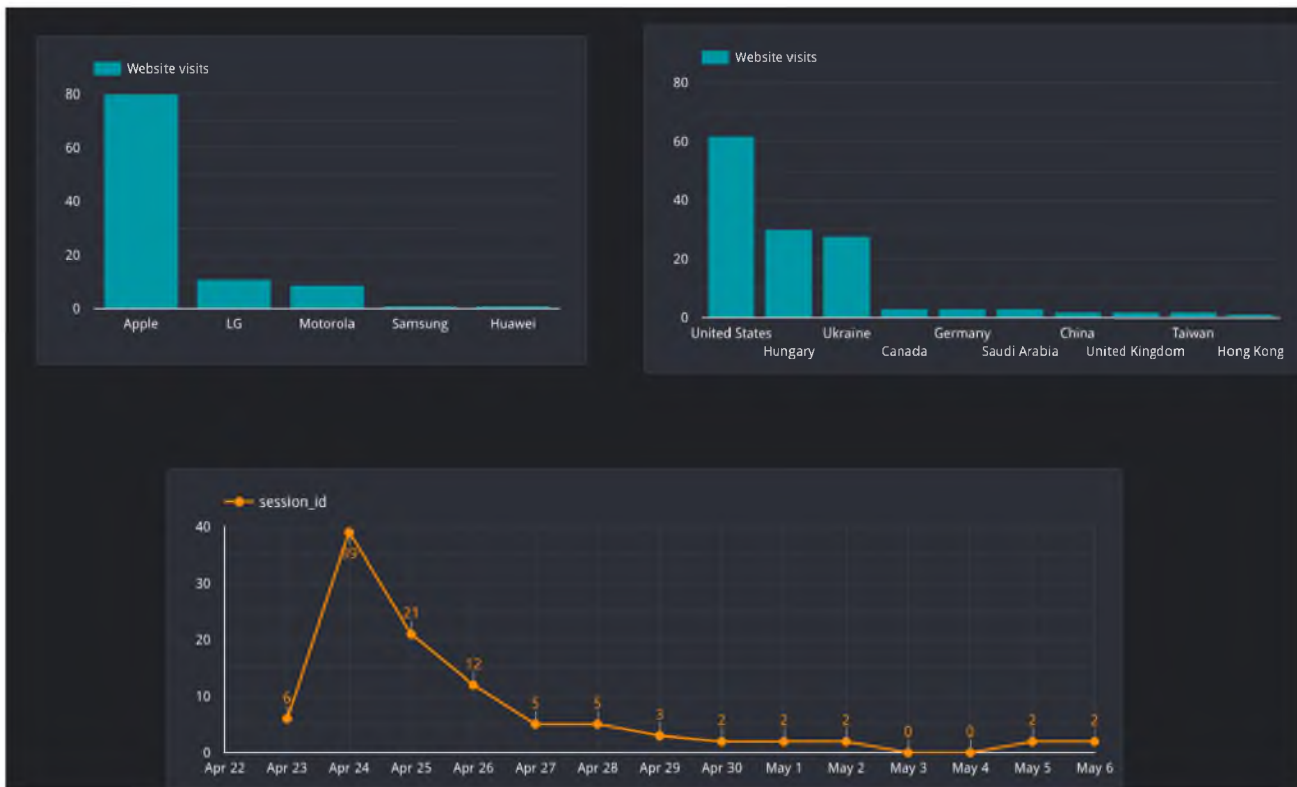 Website visits
80
60
40
20
0
Apple LG Motorola Samsung Huawei
Website visits
80
60
40
20
0
United States Ukraine Germany China Taiwan
Hungary Canada Saudi Arabia United Kingdom Hong Kong
session_id
40
30
20
10
0
6 39 21 12 5 5 3 2 2 2 0 0 2 2
Apr 22 Apr 23 Apr 24 Apr 25 Apr 26 Apr 27 Apr 28 Apr 29 Apr 30 May 1 May 2 May 3 May 4 May 5 May 6